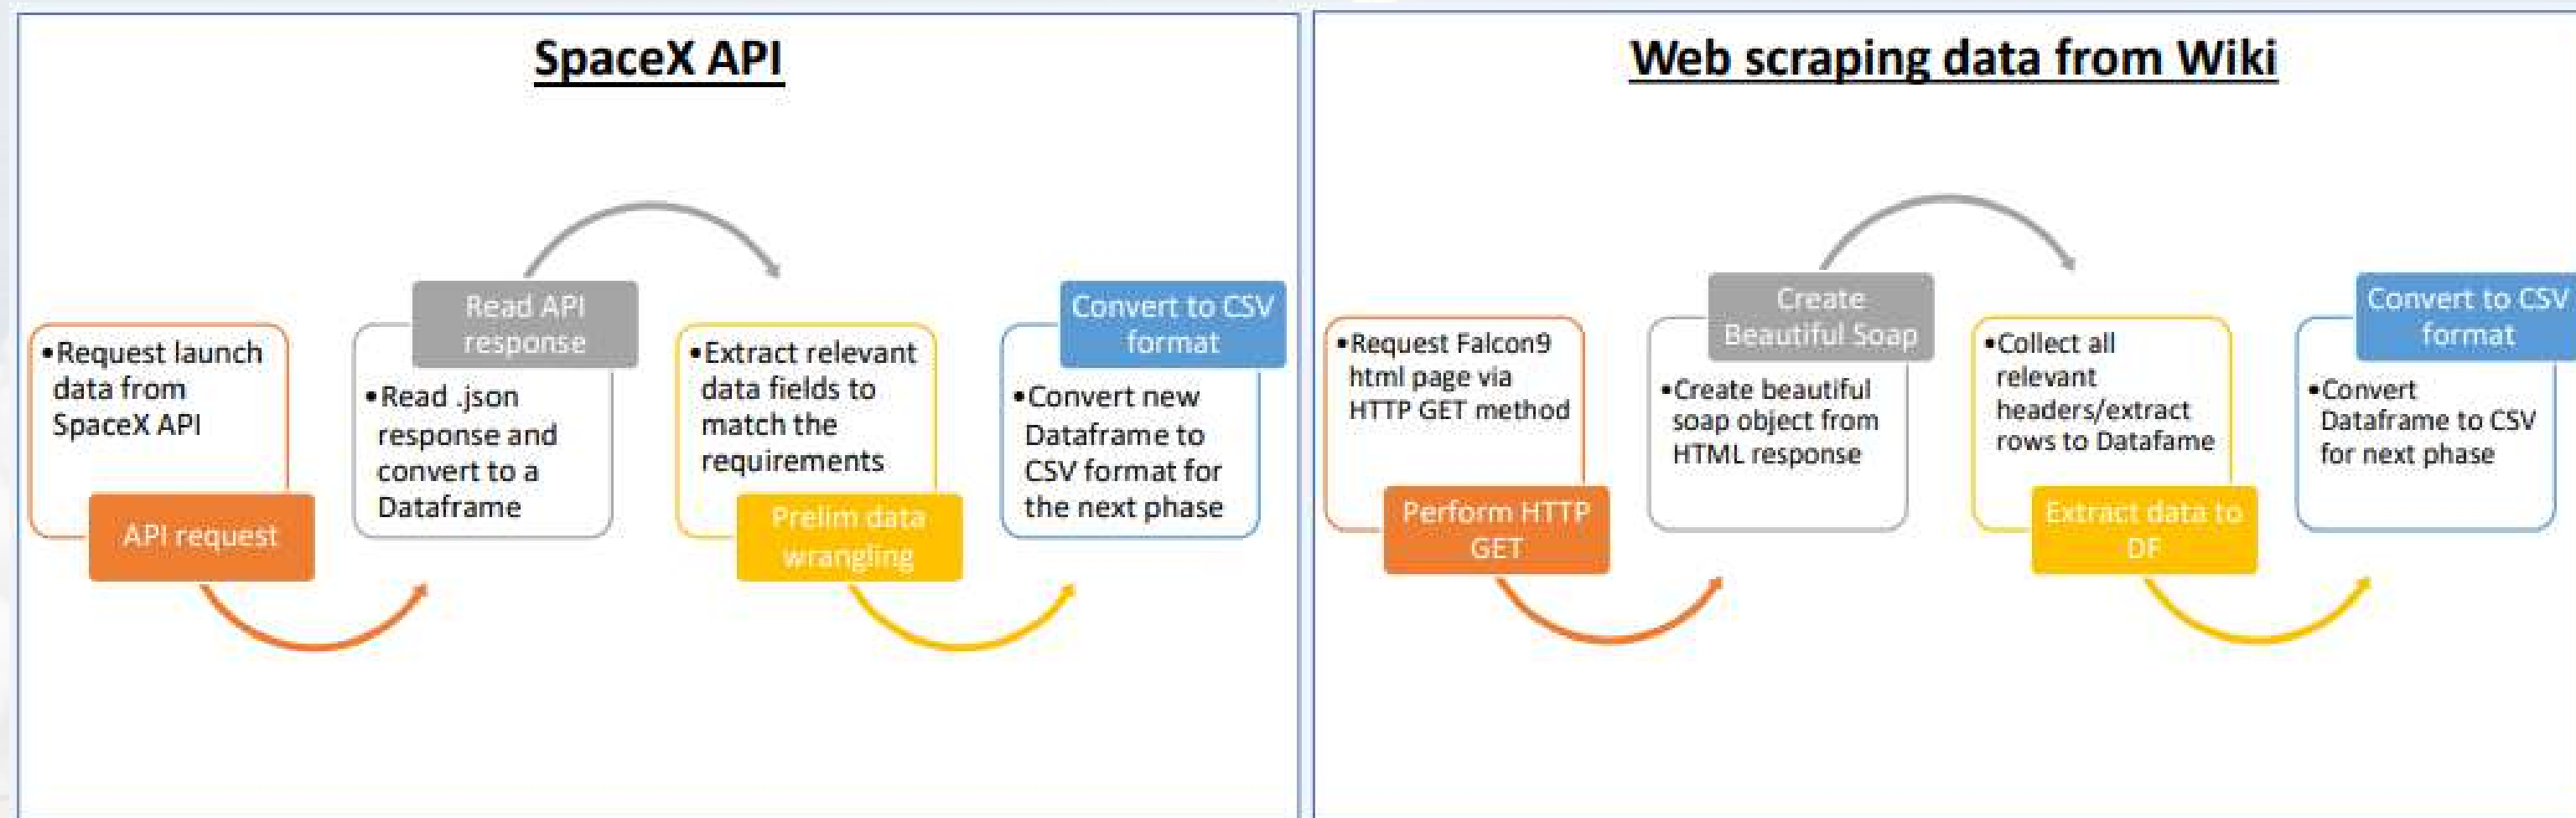 SpaceX API
•Request launch
data from
SpaceX API
API request
Read API
response
•Read .json
response and
convert to a
Dataframe
•Extract relevant
data fields to
match the
requirements
Prelim data
wrangling
Convert to CSV
format
•Convert new
Dataframe to
CSV format for
the next phase
Web scraping data from Wiki
•Request Falcon9
html page via
HTTP GET method
Perform HTTP
GET
Create
Beautiful Soap
•Create beautiful
soap object from
HTML response
•Collect all
relevant
headers/extract
rows to Datafame
Extract data to
DF
Convert to CSV
format
•Convert
Dataframe to CSV
for next phase